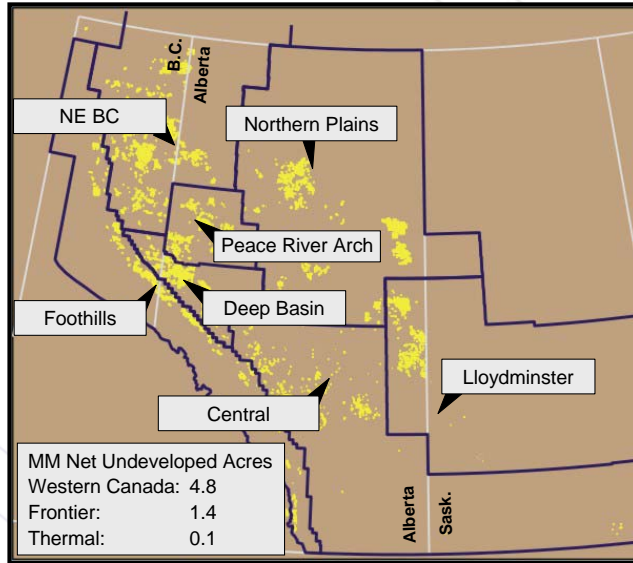 B.C.
Alberta
NE BC
Northern Plains
Peace River Arch
Foothills
Deep Basin
Lloydminster
Central
MM Net Undeveloped Acres
Western Canada: 4.8
Frontier: 1.4
Thermal: 0.1
Alberta
Sask.